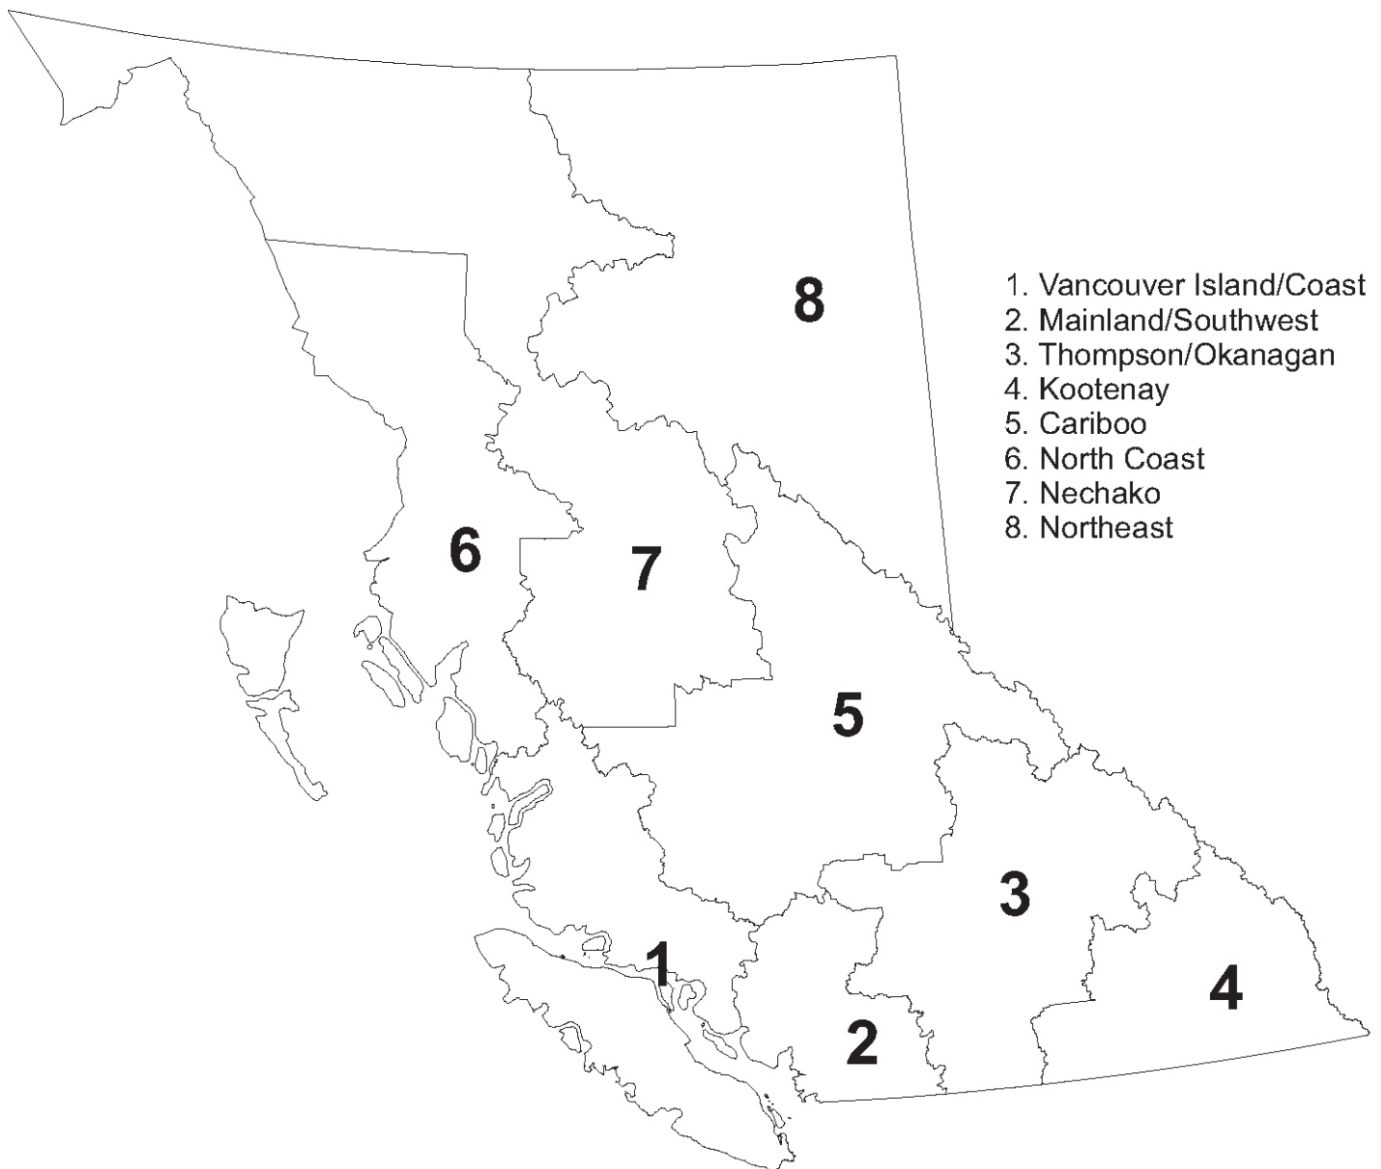 8
1. Vancouver Island/Coast
2. Mainland/Southwest
3. Thompson/Okanagan
4. Kootenay
5. Cariboo
6. North Coast
7. Nechako
8. Northeast
6
7
5
3
1
4
2